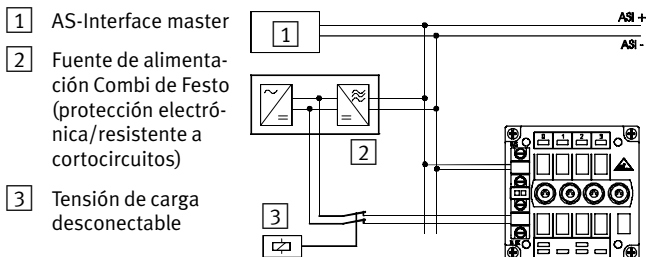 1 AS-Interface master
2 Fuente de alimenta-
ción Combi de Festo
(protección electró-
nica/resistente a
cortocircuitos)
3 Tensión de carga
desconectable
1
ASI +
ASI -
2
3
0 1 2 3